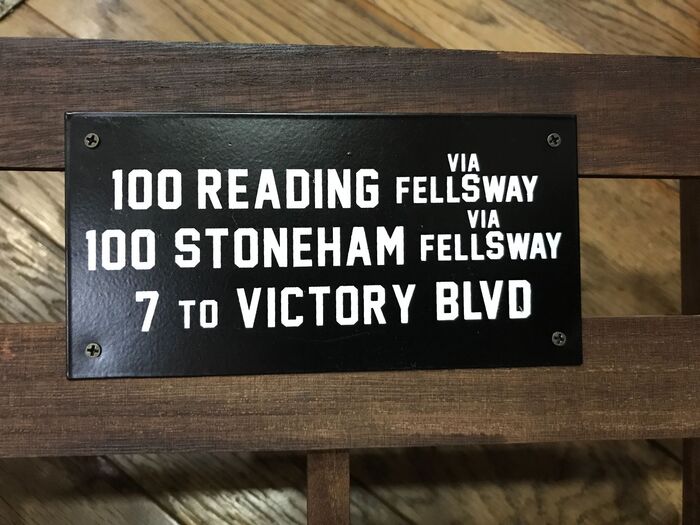 100 READING VIA FELLSWAY
100 STONEHAM VIA FELLSWAY
7 TO VICTORY BLVD